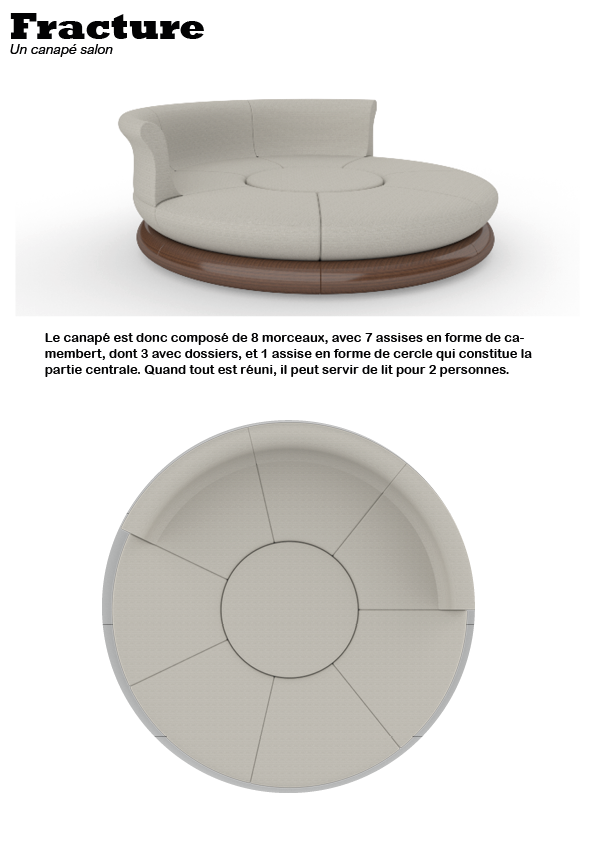 Fracture
Un canapé salon
Le canapé est donc composé de 8 morceaux, avec 7 assises en forme de ca-
membert, dont 3 avec dossiers, et 1 assise en forme de cercle qui constitue la
partie centrale. Quand tout est réuni, il peut servir de lit pour 2 personnes.